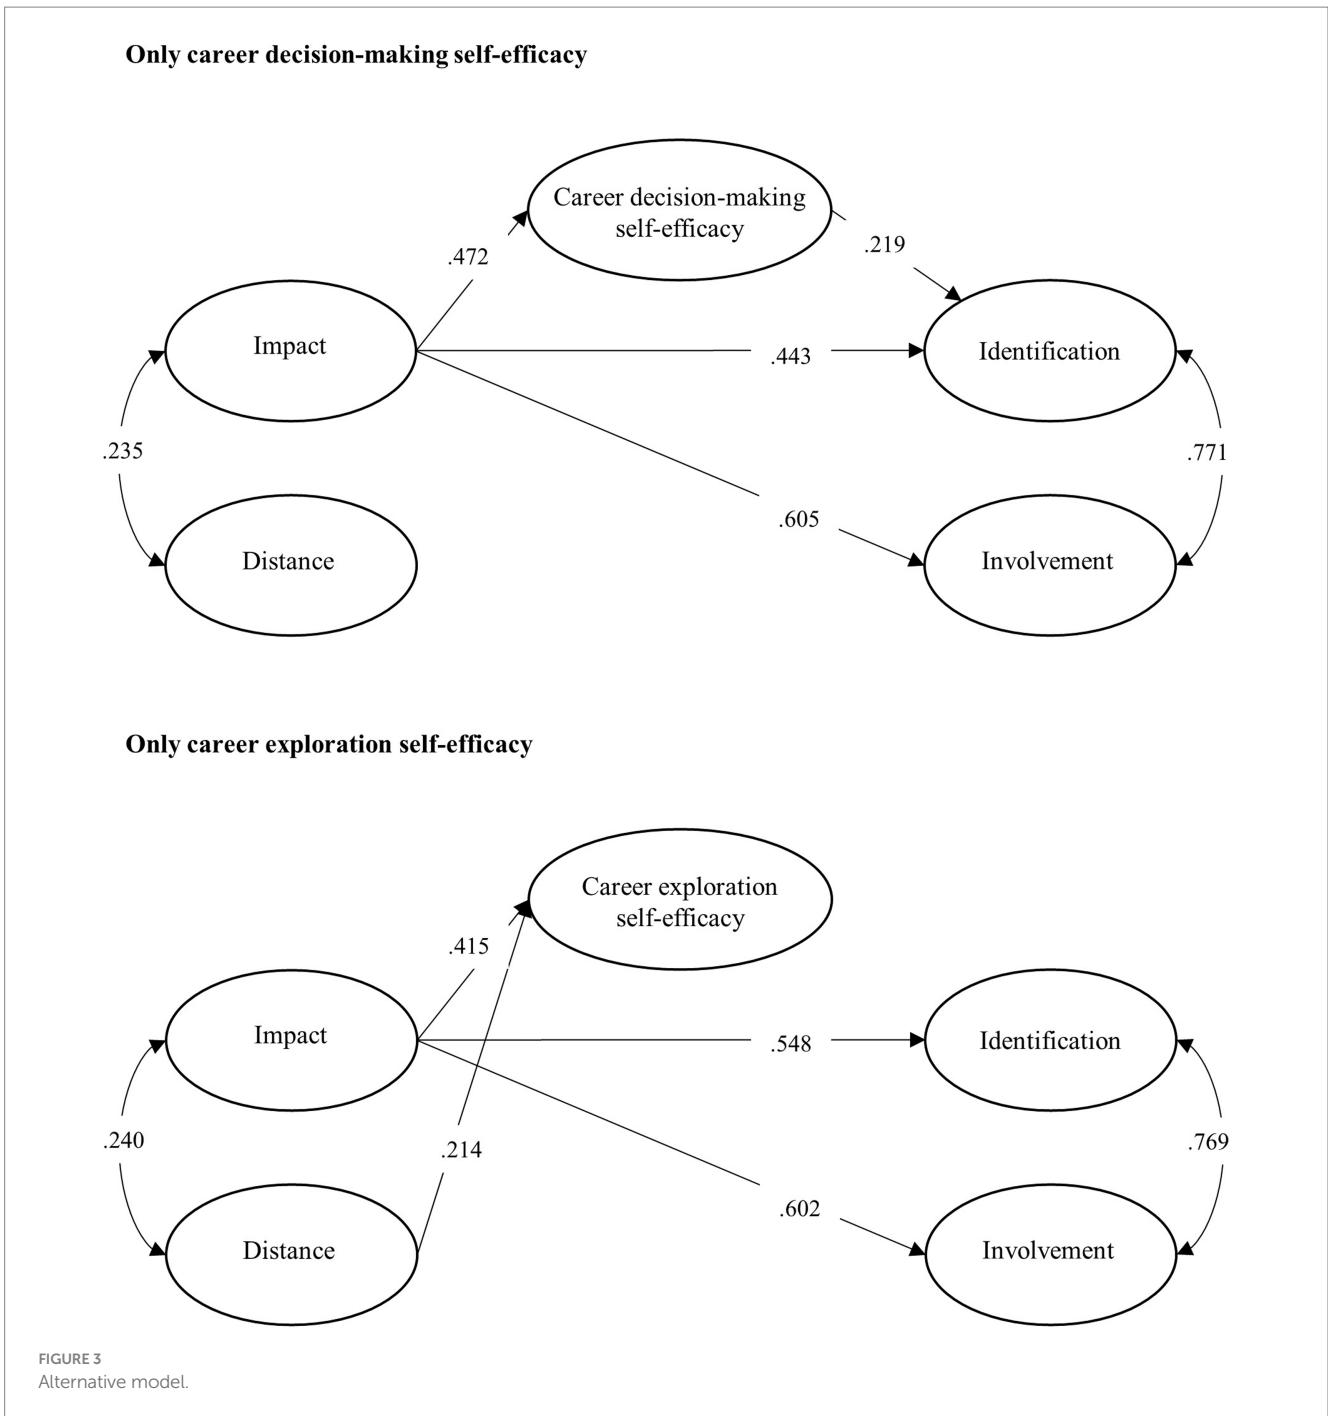 Only career decision-making self-efficacy
Career decision-making
self-efficacy
.472
.219
Impact
.443
Identification
.235
.771
.605
Distance
Involvement
Only career exploration self-efficacy
Career exploration
self-efficacy
.415
Impact
.548
Identification
.240
.214
.769
.602
Distance
Involvement
FIGURE 3
Alternative model.